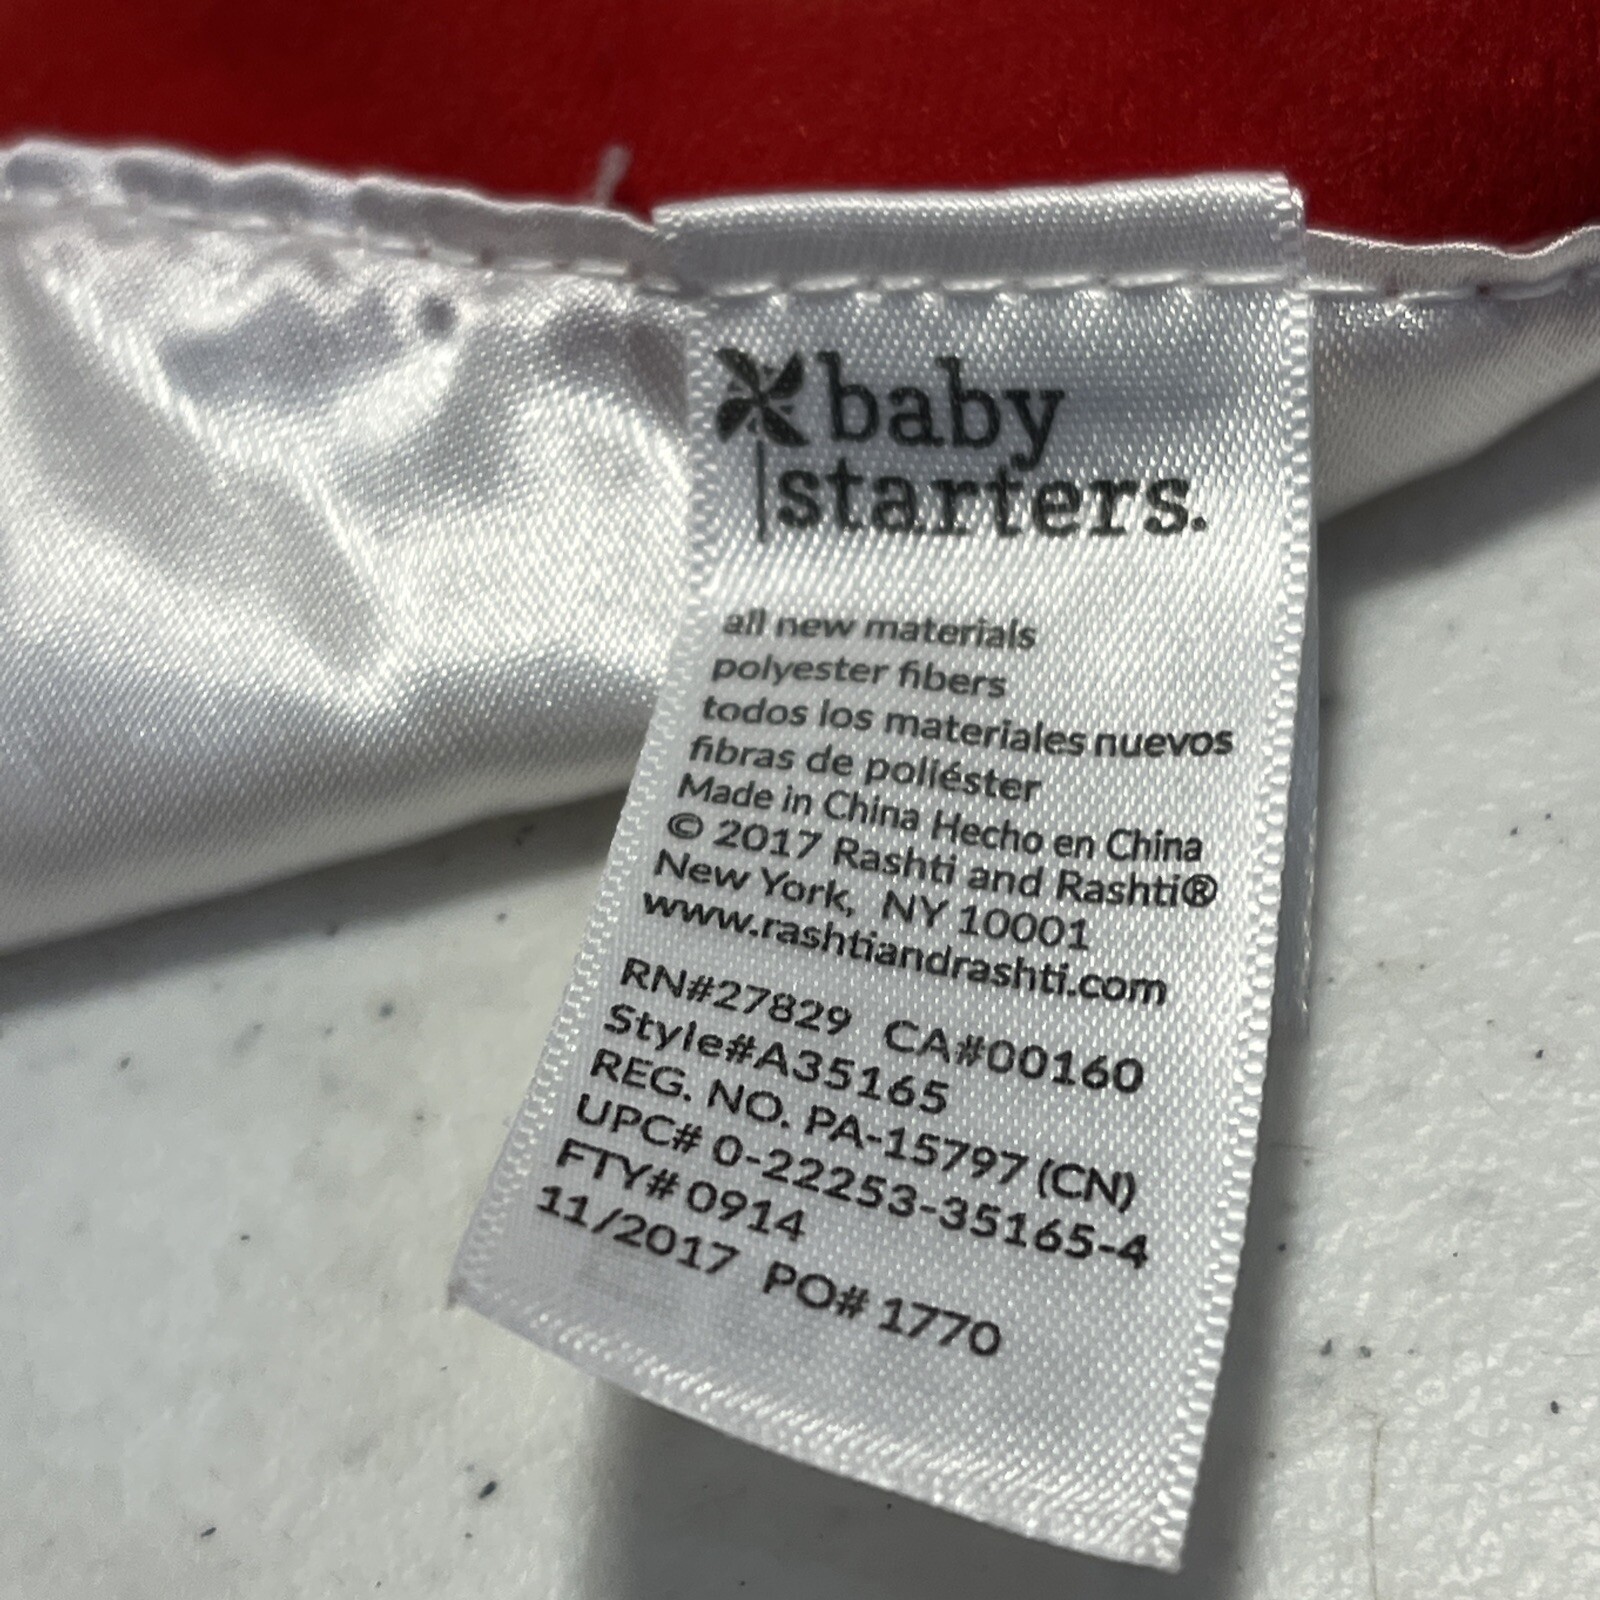 baby
starters.
all new materials
polyester fibers
todos los materiales nuevos
fibras de poliéster
Made in China Hecho en China
© 2017 Rashti and Rashti®
New York, NY 10001
www.rashtiandrashti.com
RN#27829 CA#00160
Style#A35165
REG. NO. PA-15797 (CN)
UPC# 0-22253-35165-4
FTY# 0914
11/2017 PO# 1770